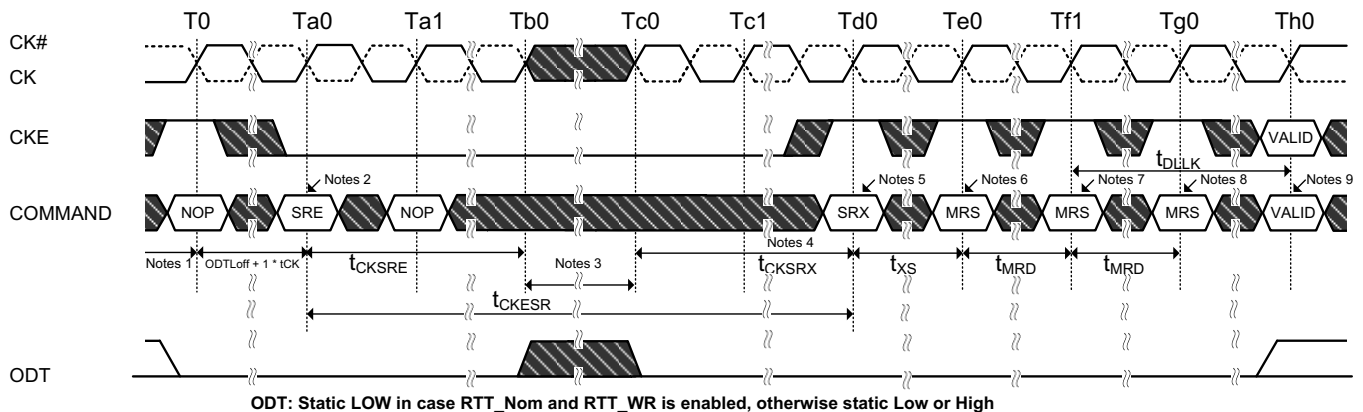 T0 Ta0 Ta1 Tb0 Tc0 Tc1 Td0 Te0 Tf1 Tg0 Th0
CK#
CK
CKE VALID
tDLLK
Notes 2 Notes 5 Notes 6 Notes 7 Notes 8 Notes 9
COMMAND NOP SRE NOP SRX MRS MRS MRS VALID
Notes 1 ODTLoff + 1 * tCK tCKSRE Notes 3 Notes 4 tCKSRX tXS tMRD tMRD
tCKESR
ODT
ODT: Static LOW in case RTT_Nom and RTT_WR is enabled, otherwise static Low or High